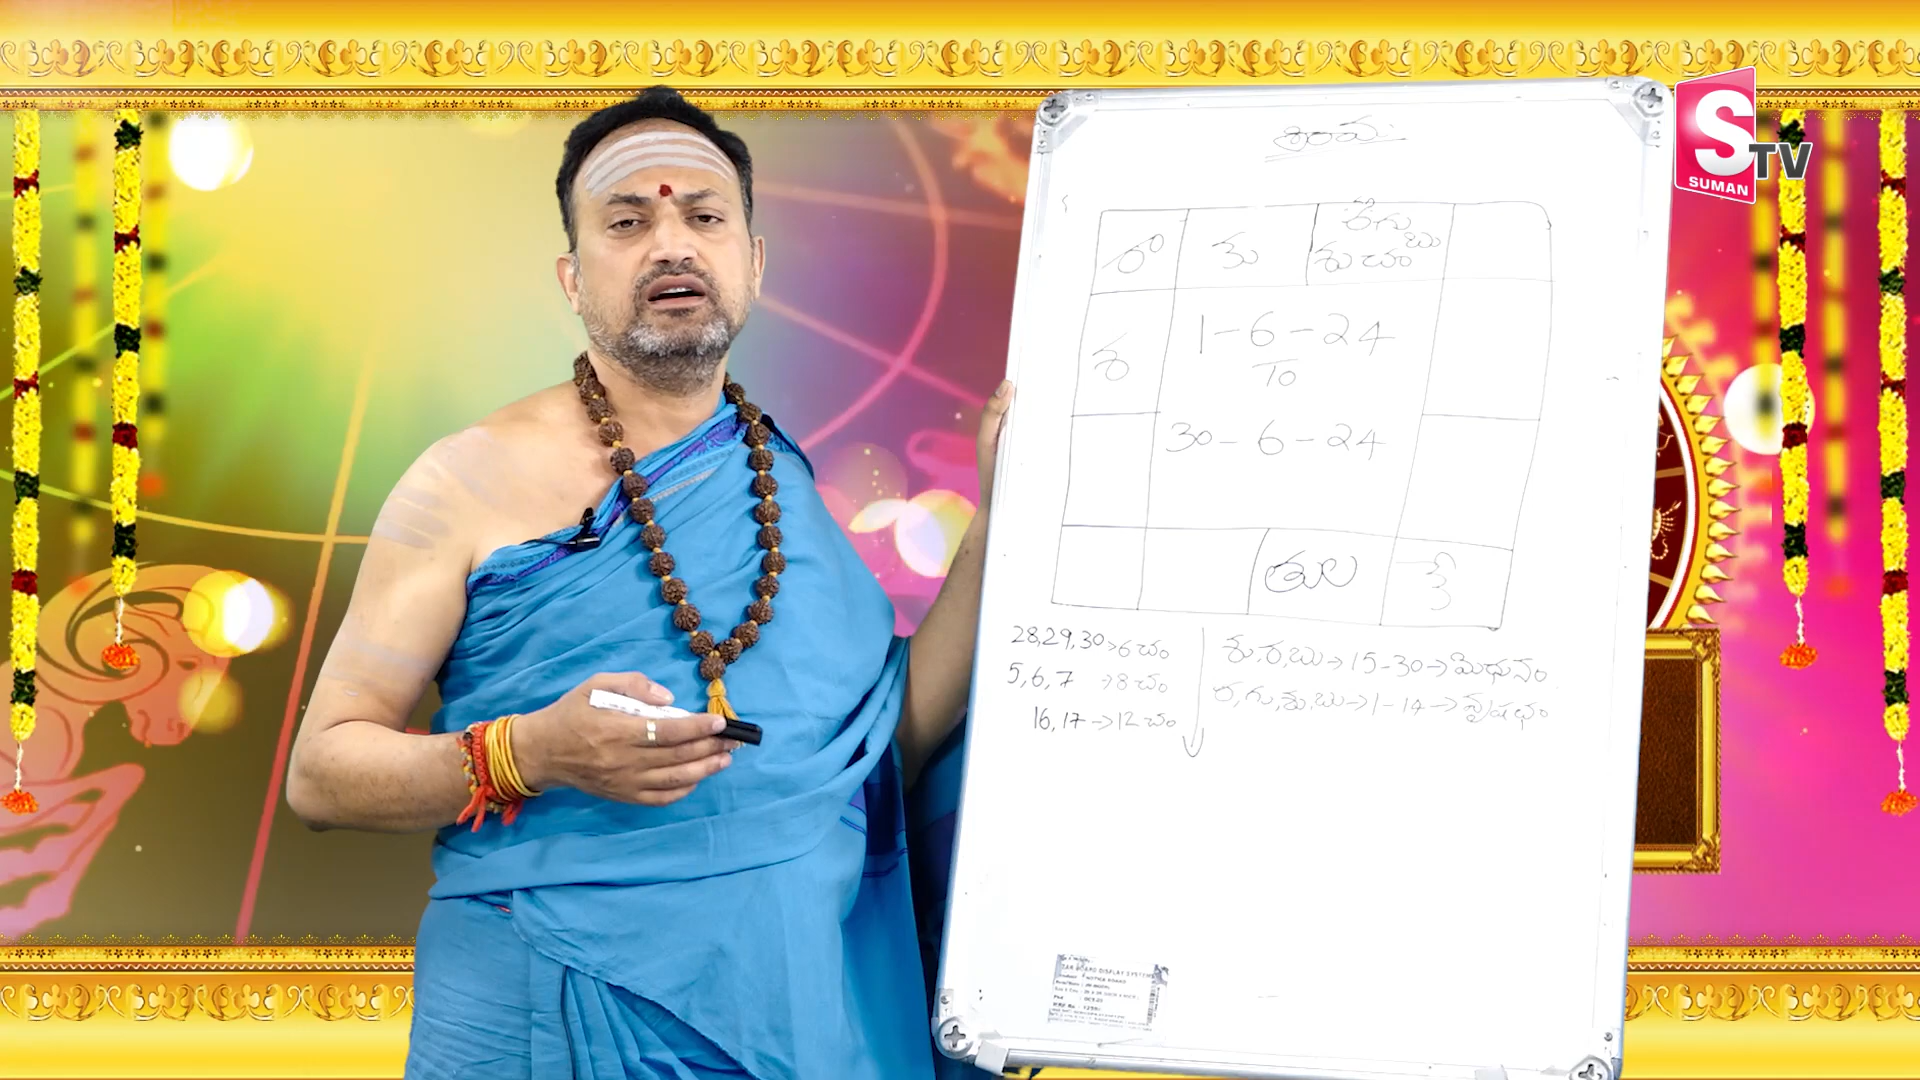 SUMAN TV
రా
కు
ర గు
బు
శు చం
1-6-24
శ
To
30-6-24
తుల
కే
28,29,30→6 చం
5,6,7 →8 చం
16,17→12 చం
శు,ర,బు→15-30→మిథునం
ర,గు,శు,బు→1-14→వృషభం